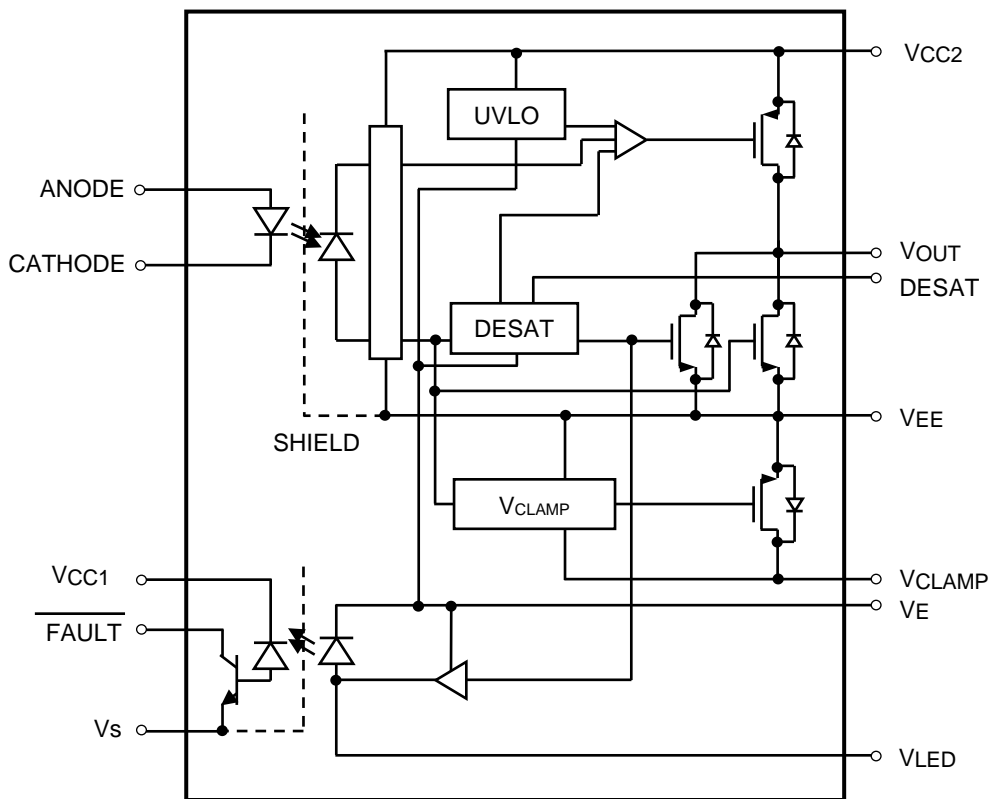 VCC2
UVLO
ANODE
CATHODE
VOUT
DESAT
DESAT
VEE
SHIELD
VCLAMP
VCC1
VCLAMP
VE
FAULT
VS
VLED